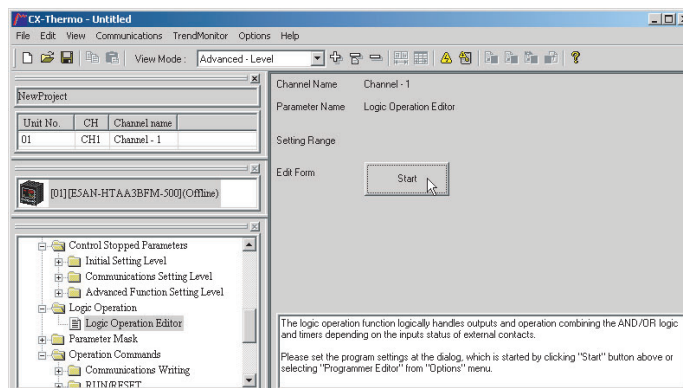 CX-Thermo - Untitled
File Edit View Communications TrendMonitor Options Help
View Mode : Advanced - Level
NewProject
Unit No. CH Channel name
01 CH1 Channel - 1
[01][E5AN-HTAA3BFM-500](Offline)
Control Stopped Parameters
Initial Setting Level
Communications Setting Level
Advanced Function Setting Level
Logic Operation
Logic Operation Editor
Parameter Mask
Operation Commands
Communications Writing
RUN/RESET
Channel Name Channel - 1
Parameter Name Logic Operation Editor
Setting Range
Edit Form Start
The logic operation function logically handles outputs and operation combining the AND/OR logic
and timers depending on the inputs status of external contacts.
Please set the program settings at the dialog, which is started by clicking "Start" button above or
selecting "Programmer Editor" from "Options" menu.